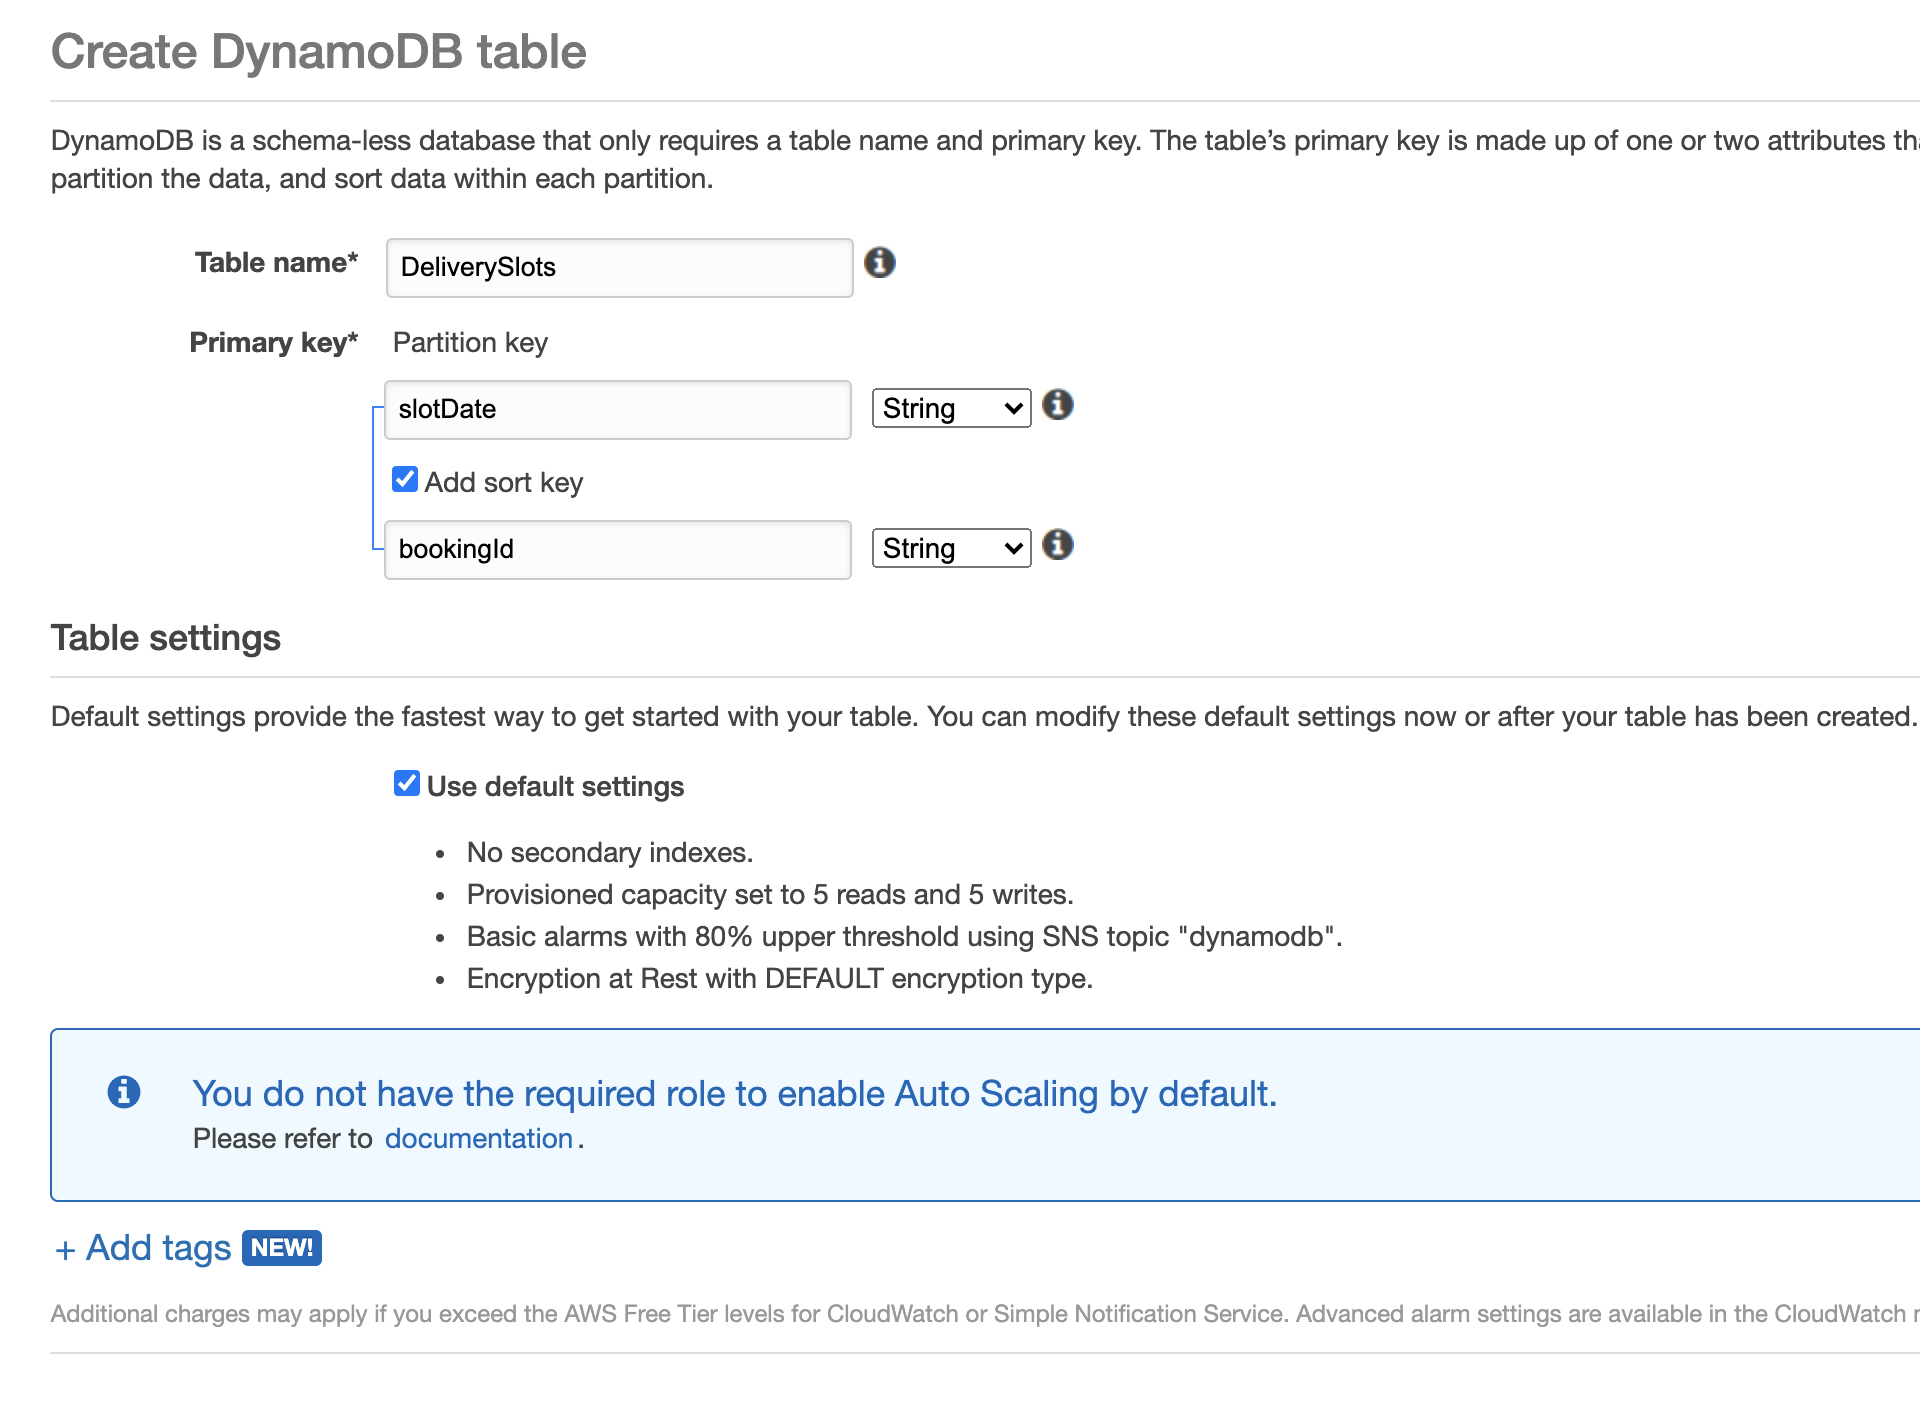 Create DynamoDB table
DynamoDB is a schema-less database that only requires a table name and primary key. The table’s primary key is made up of one or two attributes
partition the data, and sort data within each partition.
Table name* DeliverySlots
Primary key* Partition key
slotDate String
Add sort key
bookingId String
Table settings
Default settings provide the fastest way to get started with your table. You can modify these default settings now or after your table has been created.
Use default settings
• No secondary indexes.
• Provisioned capacity set to 5 reads and 5 writes.
• Basic alarms with 80% upper threshold using SNS topic "dynamodb".
• Encryption at Rest with DEFAULT encryption type.
You do not have the required role to enable Auto Scaling by default.
Please refer to documentation.
+ Add tags NEW!
Additional charges may apply if you exceed the AWS Free Tier levels for CloudWatch or Simple Notification Service. Advanced alarm settings are available in the CloudWatch